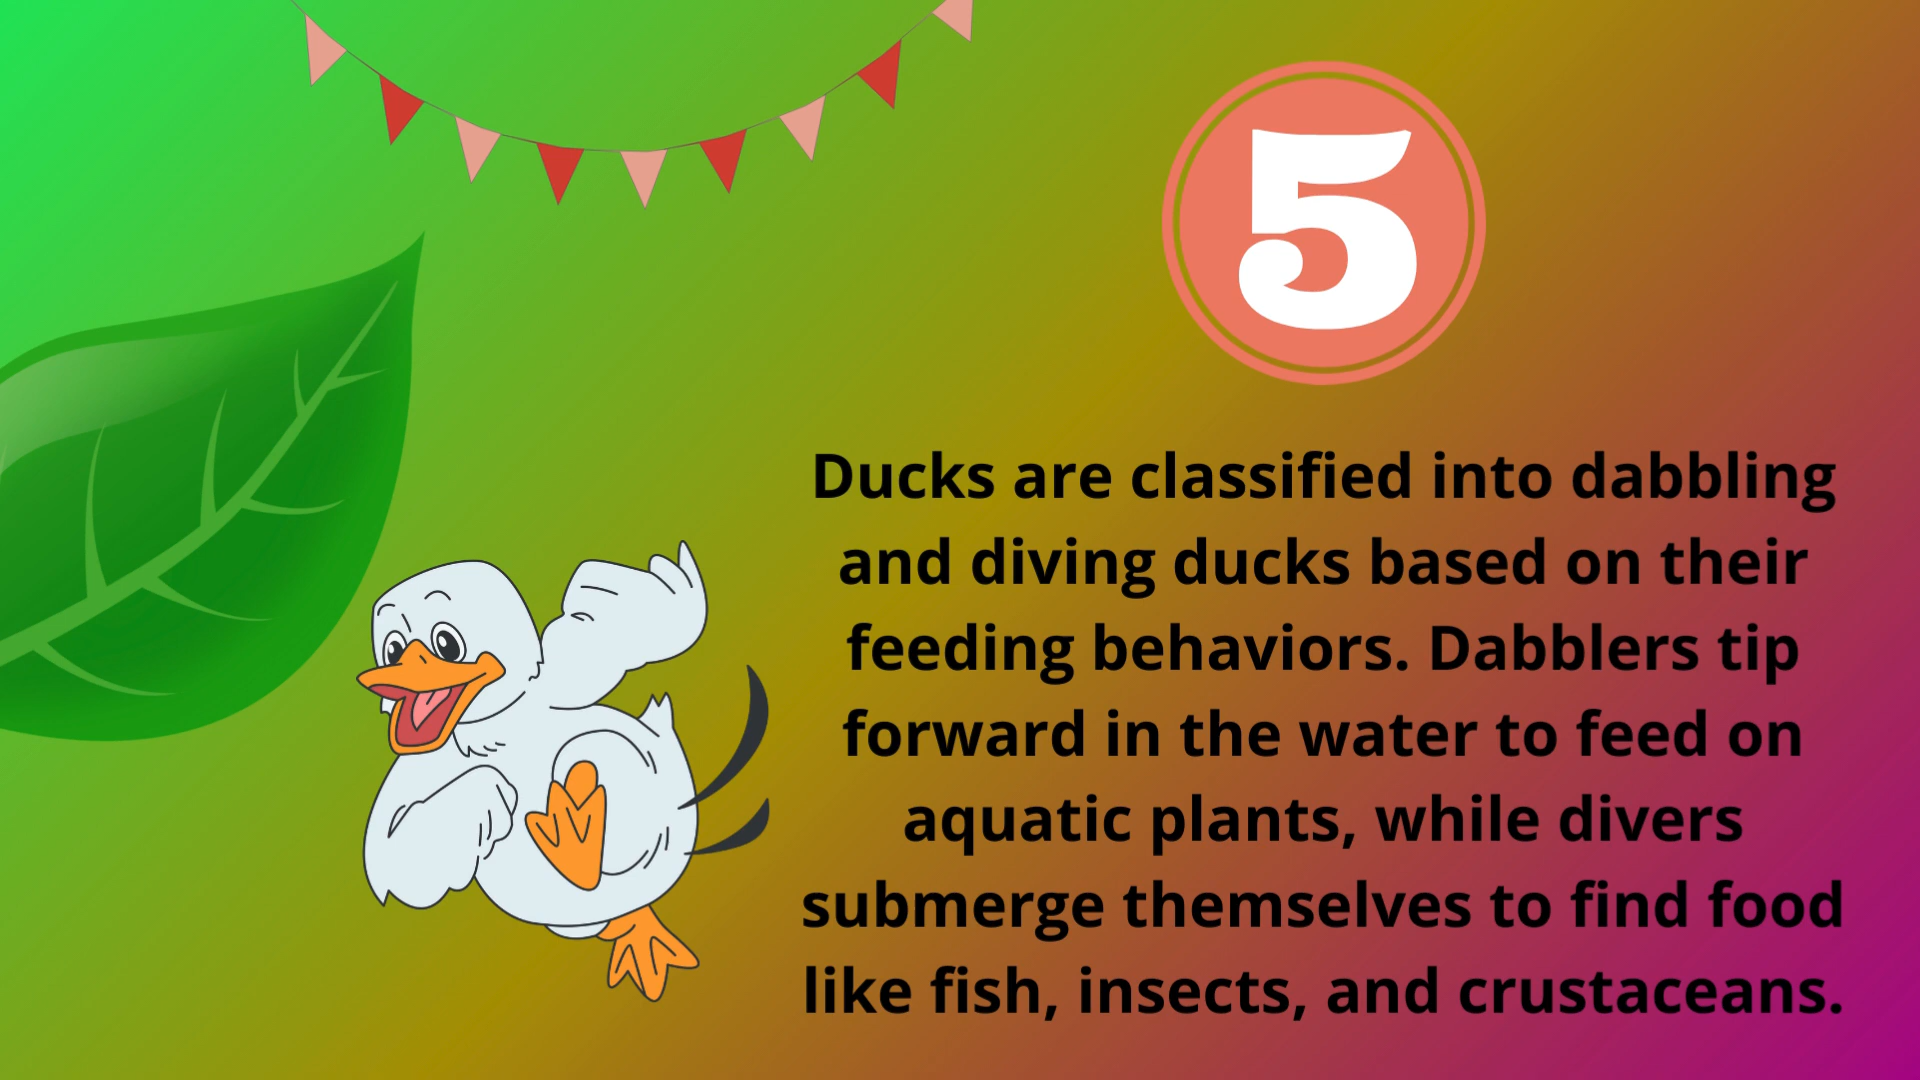 5
Ducks are classified into dabbling
and diving ducks based on their
feeding behaviors. Dabblers tip
forward in the water to feed on
aquatic plants, while divers
submerge themselves to find food
like fish, insects, and crustaceans.